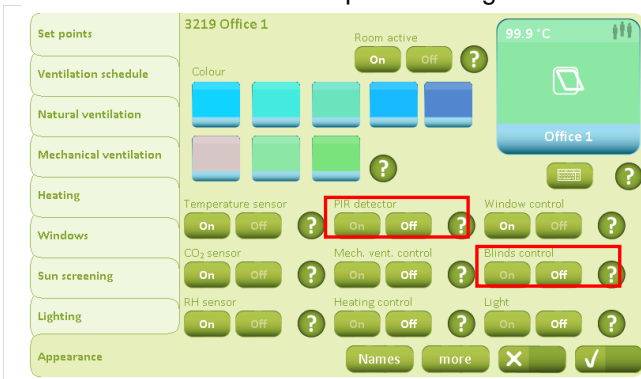 Set points
Ventilation schedule
Natural ventilation
Mechanical ventilation
Heating
Windows
Sun screening
Lighting
Appearance
3219 Office 1
Room active
On Off ?
Colour
?
99.9 °C
Office 1
?
Temperature sensor PIR detector Window control
On Off ? On Off ? On Off ?
CO₂ sensor Mech. vent. control Blinds control
On Off ? On Off ? On Off ?
RH sensor Heating control Light
On Off ? On Off ? On Off ?
Names more